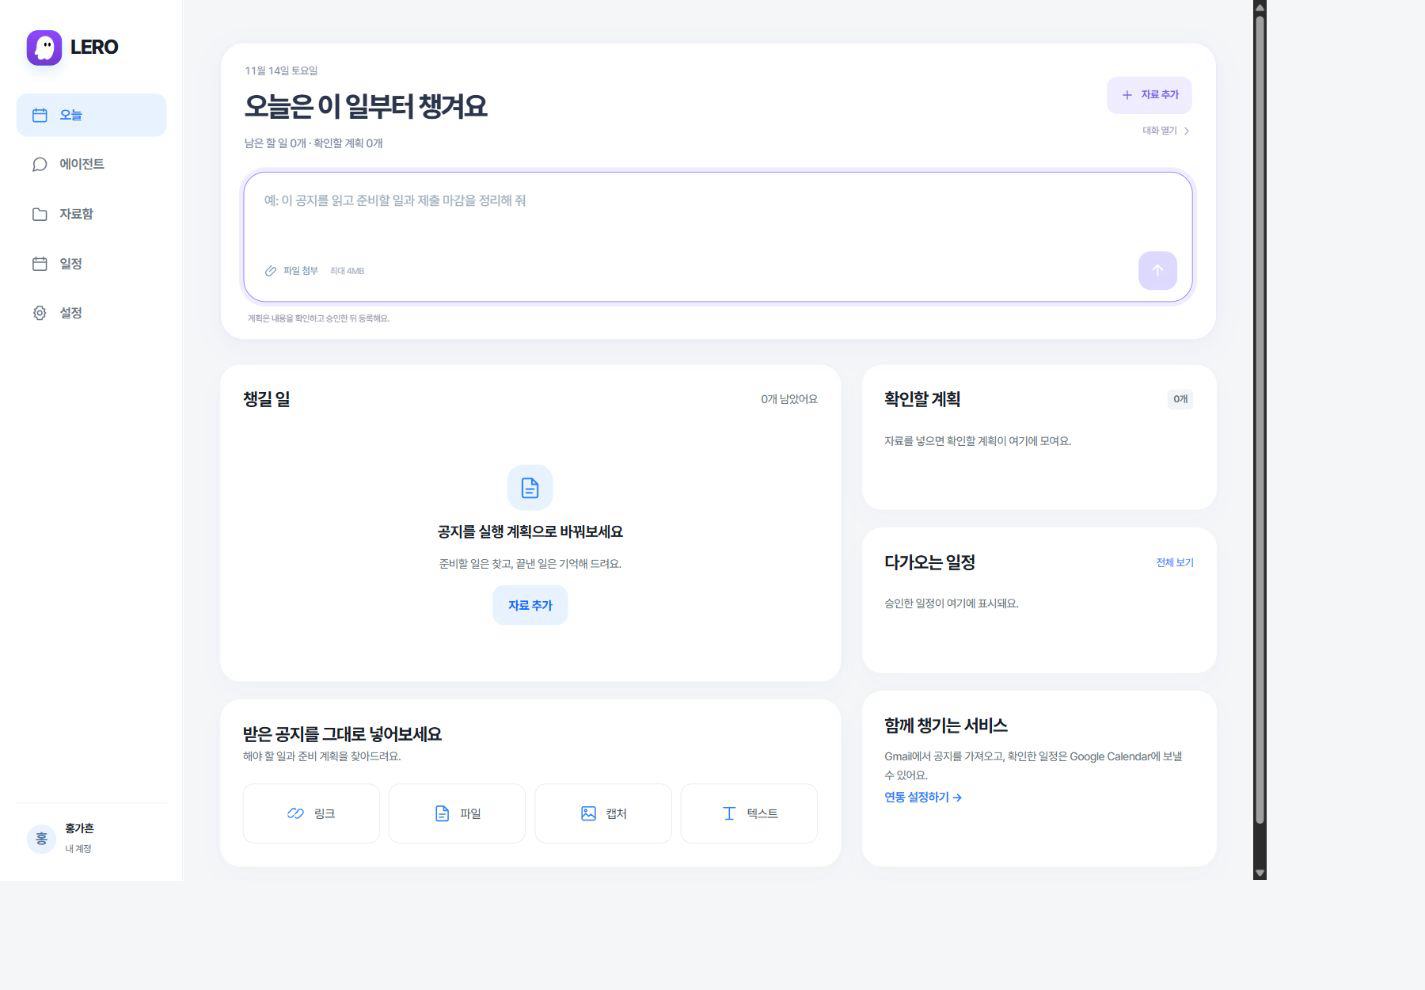 LERO
오늘
에이전트
자료함
일정
설정
홍
홍가흔
내 계정
11월 14일 토요일
오늘은 이 일부터 챙겨요
남은 할 일 0개 · 확인할 계획 0개
자료 추가
대화 열기
예: 이 공지를 읽고 준비할 일과 제출 마감을 정리해 줘
파일 첨부
최대 4MB
계획은 내용을 확인하고 승인한 뒤 등록해요.
챙길 일
0개 남았어요
공지를 실행 계획으로 바꿔보세요
준비할 일은 찾고, 끝낸 일은 기억해 드려요.
자료 추가
받은 공지를 그대로 넣어보세요
해야 할 일과 준비 계획을 찾아드려요.
링크
파일
캡처
텍스트
확인할 계획
0개
자료를 넣으면 확인할 계획이 여기에 모여요.
다가오는 일정
전체 보기
승인한 일정이 여기에 표시돼요.
함께 챙기는 서비스
Gmail에서 공지를 가져오고, 확인한 일정은 Google Calendar에 보낼
수 있어요.
연동 설정하기 →